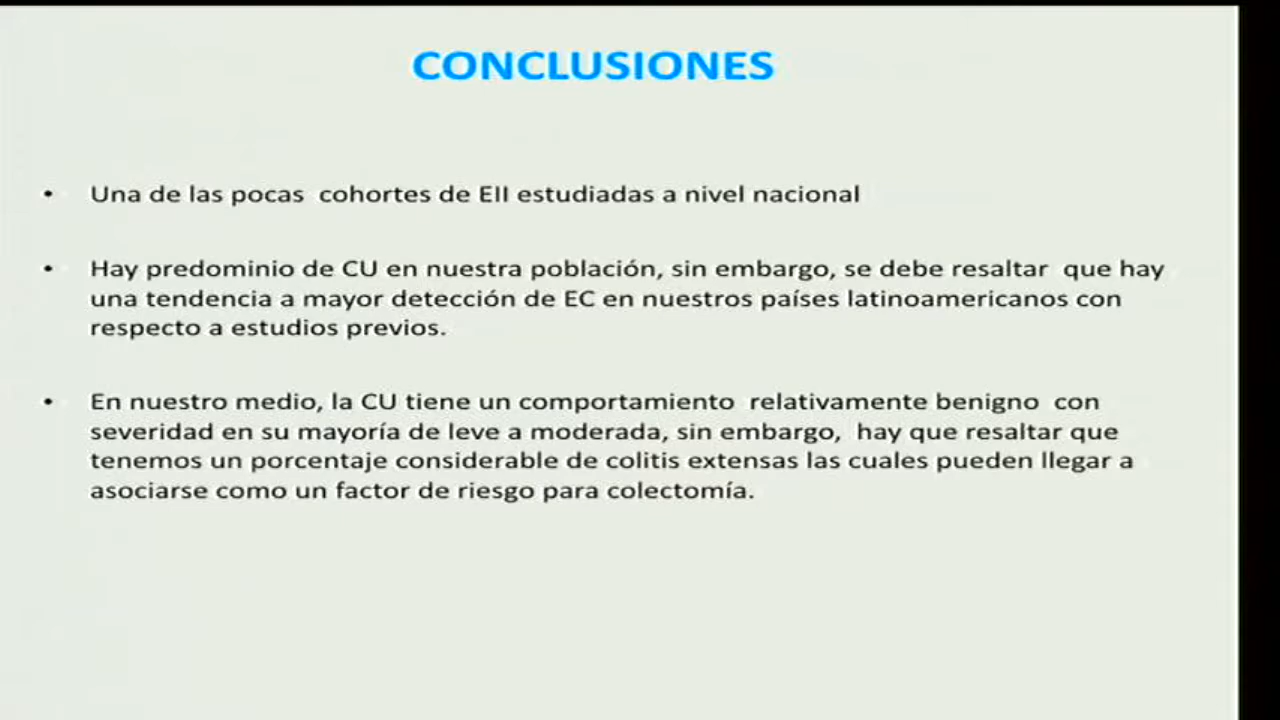 CONCLUSIONES
• Una de las pocas cohortes de EII estudiadas a nivel nacional
• Hay predominio de CU en nuestra población, sin embargo, se debe resaltar que hay
una tendencia a mayor detección de EC en nuestros países latinoamericanos con
respecto a estudios previos.
• En nuestro medio, la CU tiene un comportamiento relativamente benigno con
severidad en su mayoría de leve a moderada, sin embargo, hay que resaltar que
tenemos un porcentaje considerable de colitis extensas las cuales pueden llegar a
asociarse como un factor de riesgo para colectomía.